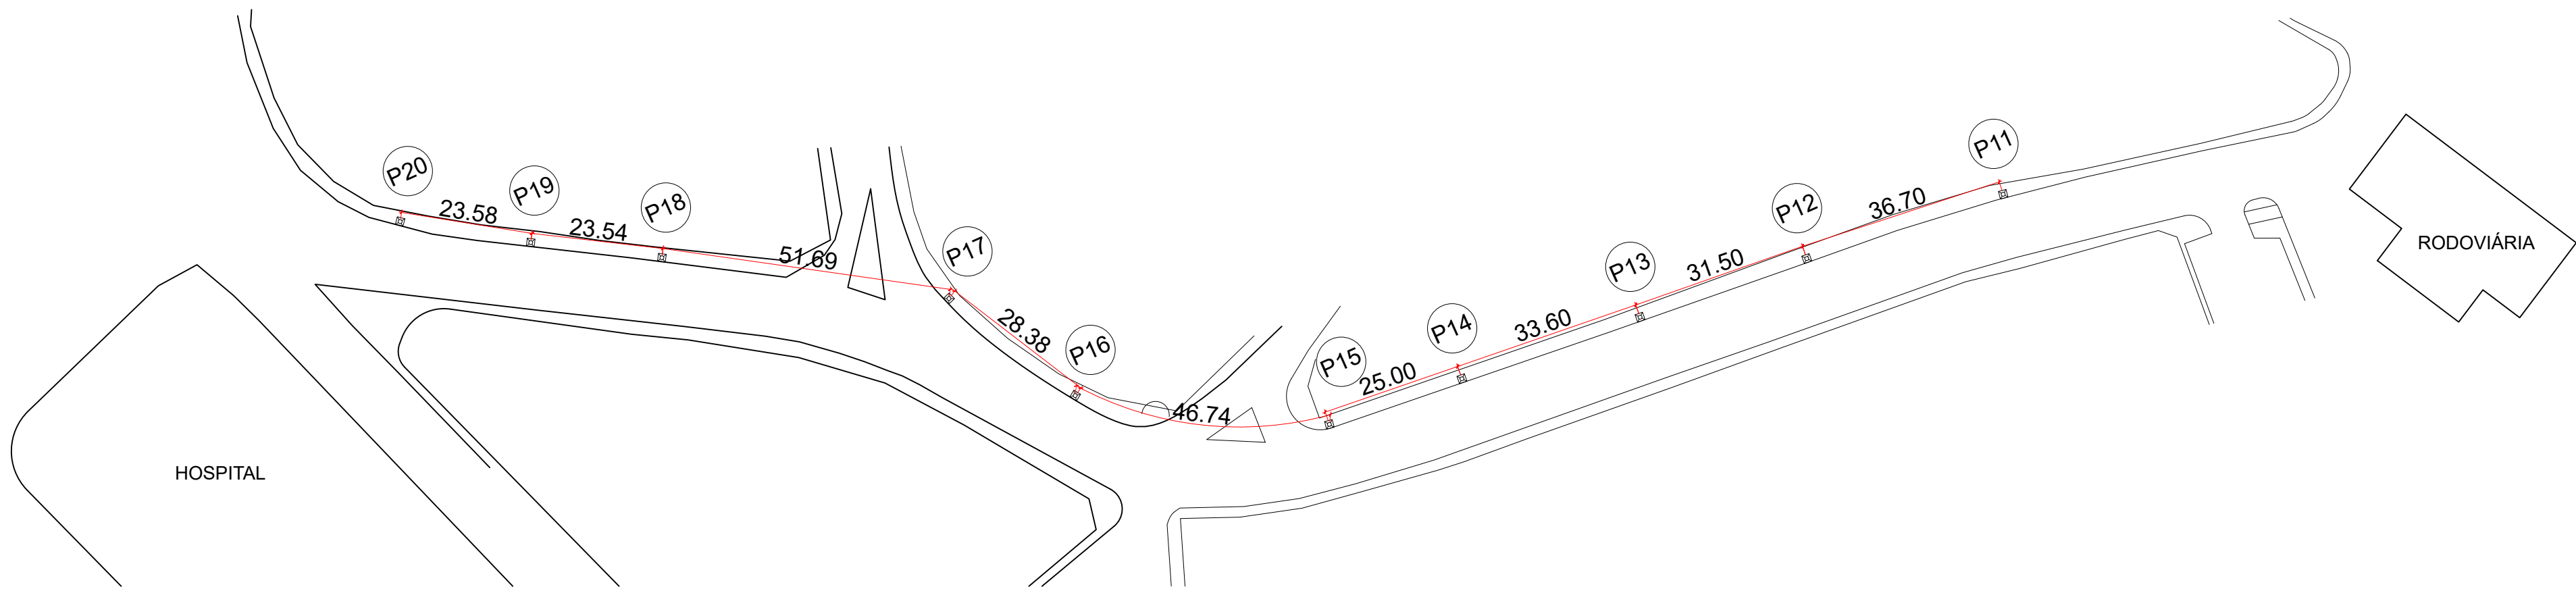 P20
23.58
P19
23.54
P18
51.69
P17
28.38
P16
46.74
P15
25.00
P14
33.60
P13
31.50
P12
36.70
P11
RODOVIÁRIA
HOSPITAL